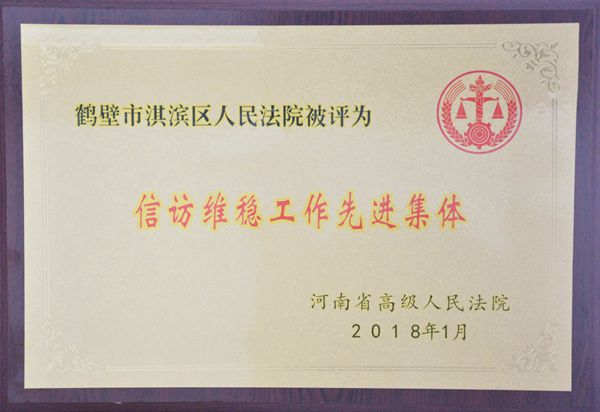 鹤壁市淇滨区人民法院被评为
信访维稳工作先进集体
河南省高级人民法院
2018年1月